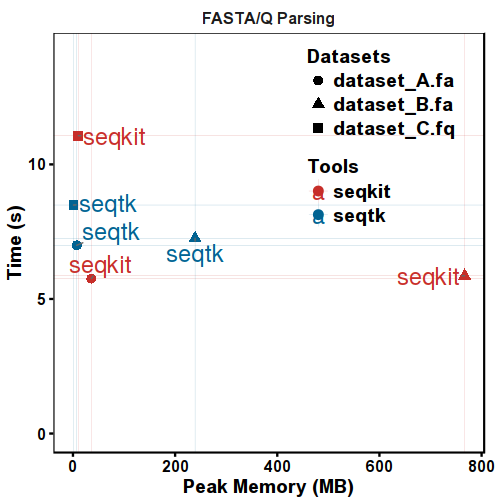 FASTA/Q Parsing
Datasets
dataset_A.fa
dataset_B.fa
dataset_C.fq
Tools
seqkit
seqtk
seqkit
seqtk
seqtk
seqtk
seqkit
seqkit
Time (s)
10
5
0
0
200
400
600
800
Peak Memory (MB)